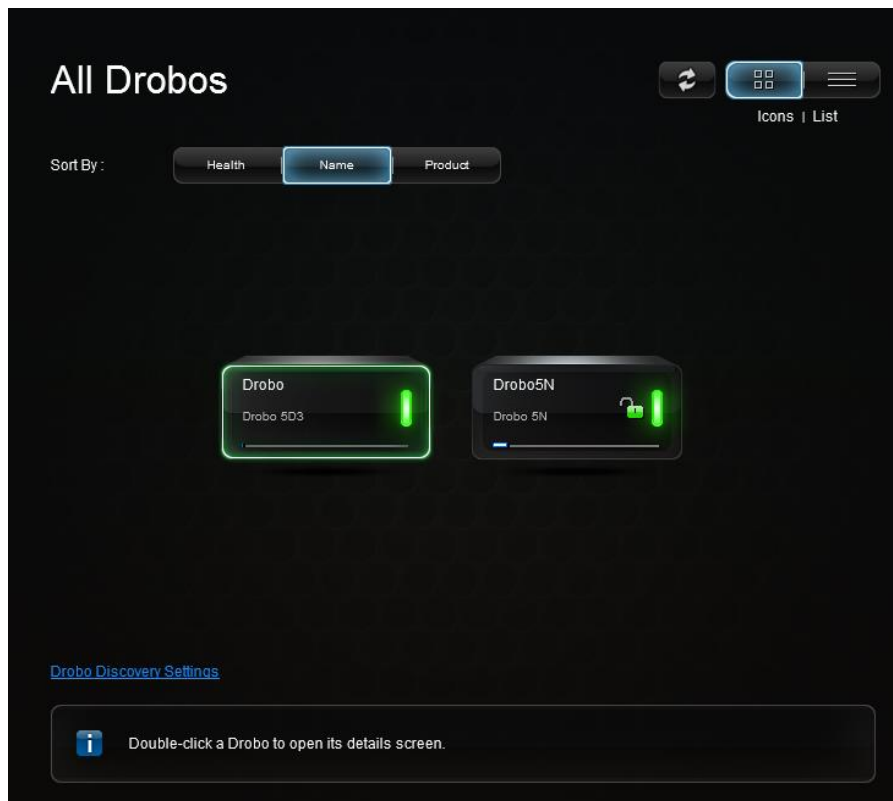 All Drobos
Icons | List
Sort By :
Health
Name
Product
Drobo
Drobo 5D3
Drobo5N
Drobo 5N
Drobo Discovery Settings
Double-click a Drobo to open its details screen.